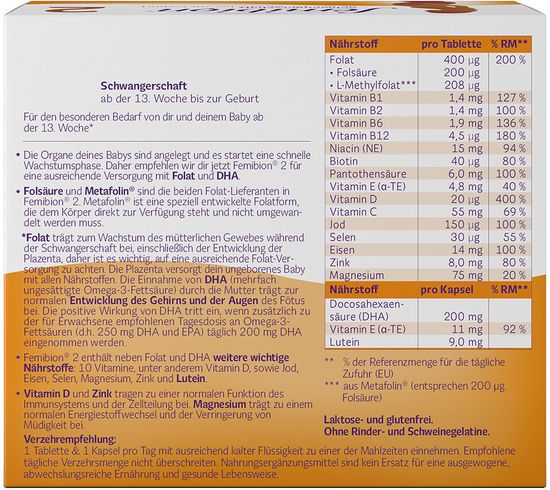 Femibion
2
Schwangerschaft
ab der 13. Woche bis zur Geburt
Für den besonderen Bedarf von dir und deinem Baby ab
der 13. Woche*
• Die Organe deines Babys sind angelegt und es startet eine schnelle
Wachstumsphase. Daher empfehlen wir dir jetzt Femibion® 2 für
eine ausreichende Versorgung mit Folat und DHA.
• Folsäure und Metafolin® sind die beiden Folat-Lieferanten in
Femibion® 2. Metafolin® ist eine speziell entwickelte Folatform,
die dem Körper direkt zur Verfügung steht und nicht umgewan-
delt werden muss.
*Folat trägt zum Wachstum des mütterlichen Gewebes während
der Schwangerschaft bei, einschließlich der Entwicklung der
Plazenta, daher ist es wichtig, auf eine ausreichende Folat-Ver-
sorgung zu achten. Die Plazenta versorgt dein ungeborenes Baby
mit allen Nährstoffen. Die Einnahme von DHA (mehrfach
ungesättigte Omega-3-Fettsäure) durch die Mutter trägt zur
normalen Entwicklung des Gehirns und der Augen des Fötus
bei. Die positive Wirkung von DHA tritt ein, wenn zusätzlich zu
der für Erwachsene empfohlenen Tagesdosis an Omega-3-
Fettsäuren (d.h. 250 mg DHA und EPA) täglich 200 mg DHA
eingenommen werden.
• Femibion® 2 enthält neben Folat und DHA weitere wichtige
Nährstoffe: 10 Vitamine, unter anderem Vitamin D, sowie Jod,
Eisen, Selen, Magnesium, Zink und Lutein.
• Vitamin D und Zink tragen zu einer normalen Funktion des
Immunsystems und der Zellteilung bei. Magnesium trägt zu einem
normalen Energiestoffwechsel und der Verringerung von
Müdigkeit bei.
Nährstoff pro Tablette % RM**
Folat 400 µg 200 %
• Folsäure 200 µg
• L-Methylfolat*** 208 µg
Vitamin B1 1,4 mg 127 %
Vitamin B2 1,4 mg 100 %
Vitamin B6 1,9 mg 136 %
Vitamin B12 4,5 µg 180 %
Niacin (NE) 15 mg 94 %
Biotin 40 µg 80 %
Pantothensäure 6,0 mg 100 %
Vitamin E (α-TE) 4,8 mg 40 %
Vitamin D 20 µg 400 %
Vitamin C 55 mg 69 %
Jod 150 µg 100 %
Selen 30 µg 55 %
Eisen 14 mg 100 %
Zink 8,0 mg 80 %
Magnesium 75 mg 20 %
Nährstoff pro Kapsel % RM**
Docosahexaen-
säure (DHA) 200 mg
Vitamin E (α-TE) 11 mg 92 %
Lutein 9,0 mg
** % der Referenzmenge für die tägliche
Zufuhr (EU)
*** aus Metafolin® (entsprechen 200 µg
Folsäure)
Laktose- und glutenfrei.
Ohne Rinder- und Schweinegelatine.
Verzehrempfehlung:
1 Tablette & 1 Kapsel pro Tag mit ausreichend kalter Flüssigkeit zu einer der Mahlzeiten einnehmen. Empfohlene
tägliche Verzehrsmenge nicht überschreiten. Nahrungsergänzungsmittel sind kein Ersatz für eine ausgewogene,
abwechslungsreiche Ernährung und gesunde Lebensweise.